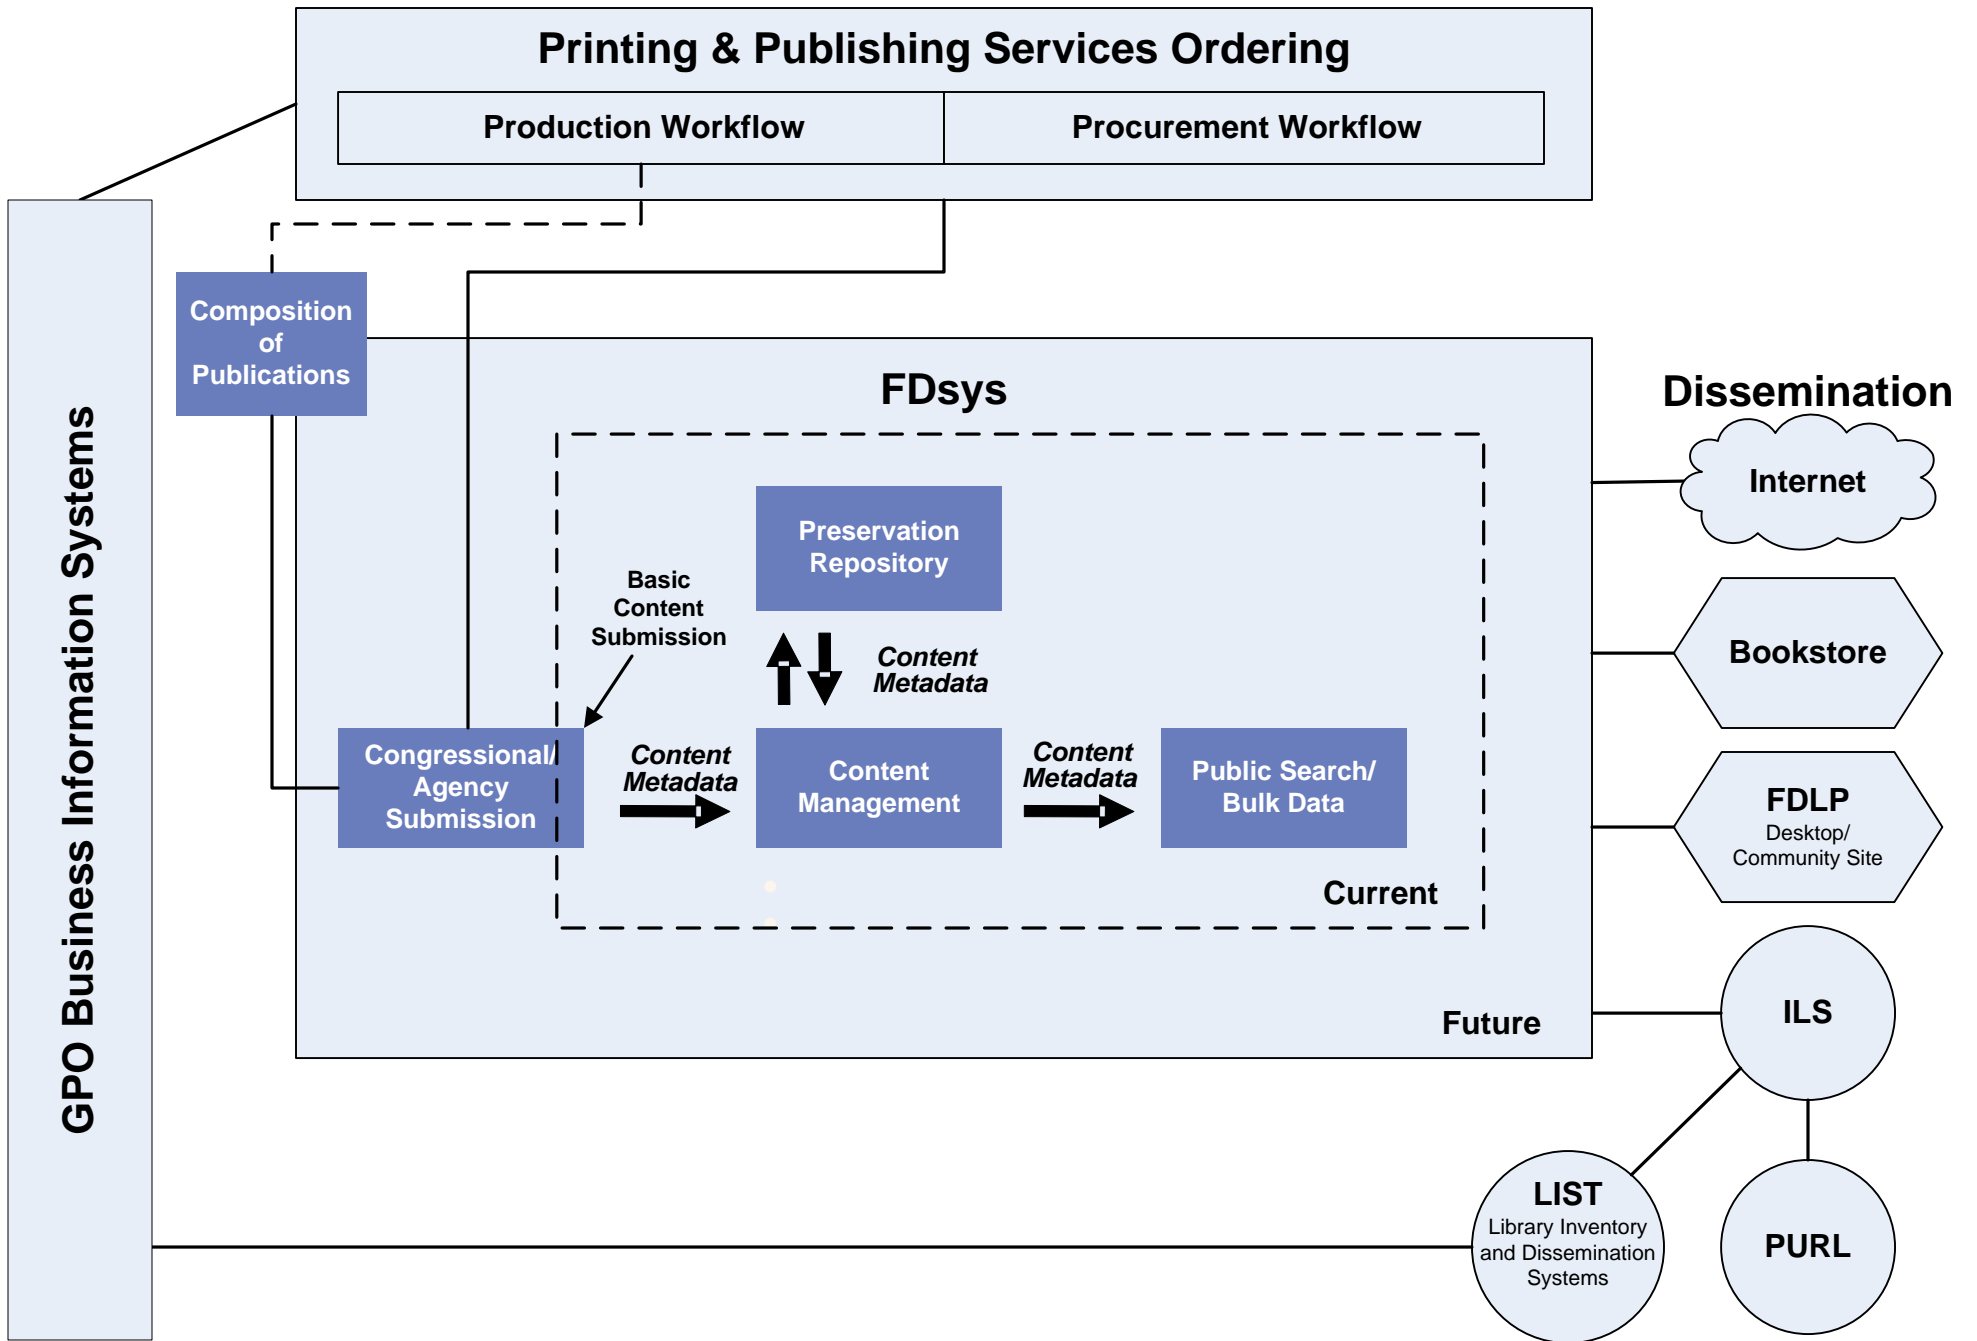 Printing & Publishing Services Ordering
Production Workflow
Procurement Workflow
GPO Business Information Systems
Composition
of
Publications
FDsys
Dissemination
Internet
Preservation
Repository
Basic
Content
Submission
Content
Metadata
Bookstore
Congressional/
Agency
Submission
Content
Metadata
Content
Management
Content
Metadata
Public Search/
Bulk Data
FDLP
Desktop/
Community Site
Current
Future
ILS
LIST
Library Inventory
and Dissemination
Systems
PURL